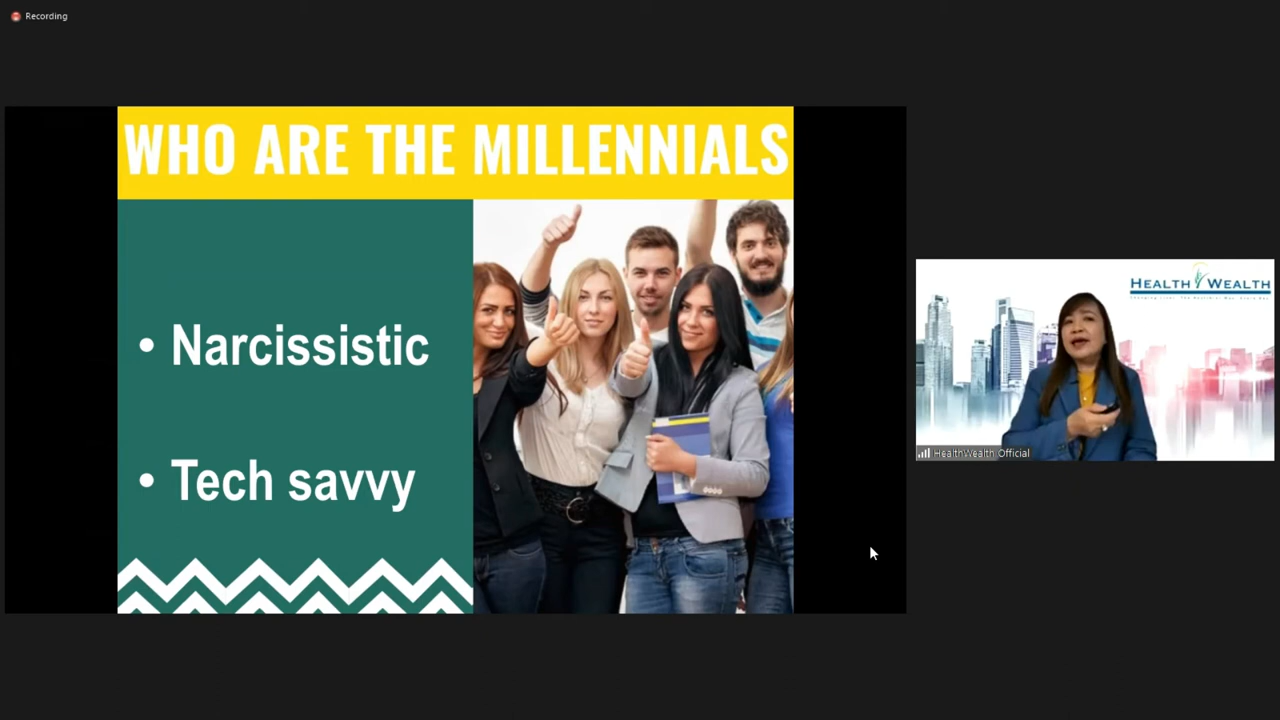 Recording
WHO ARE THE MILLENNIALS
• Narcissistic
• Tech savvy
HEALTH WEALTH
HealthWealth Official